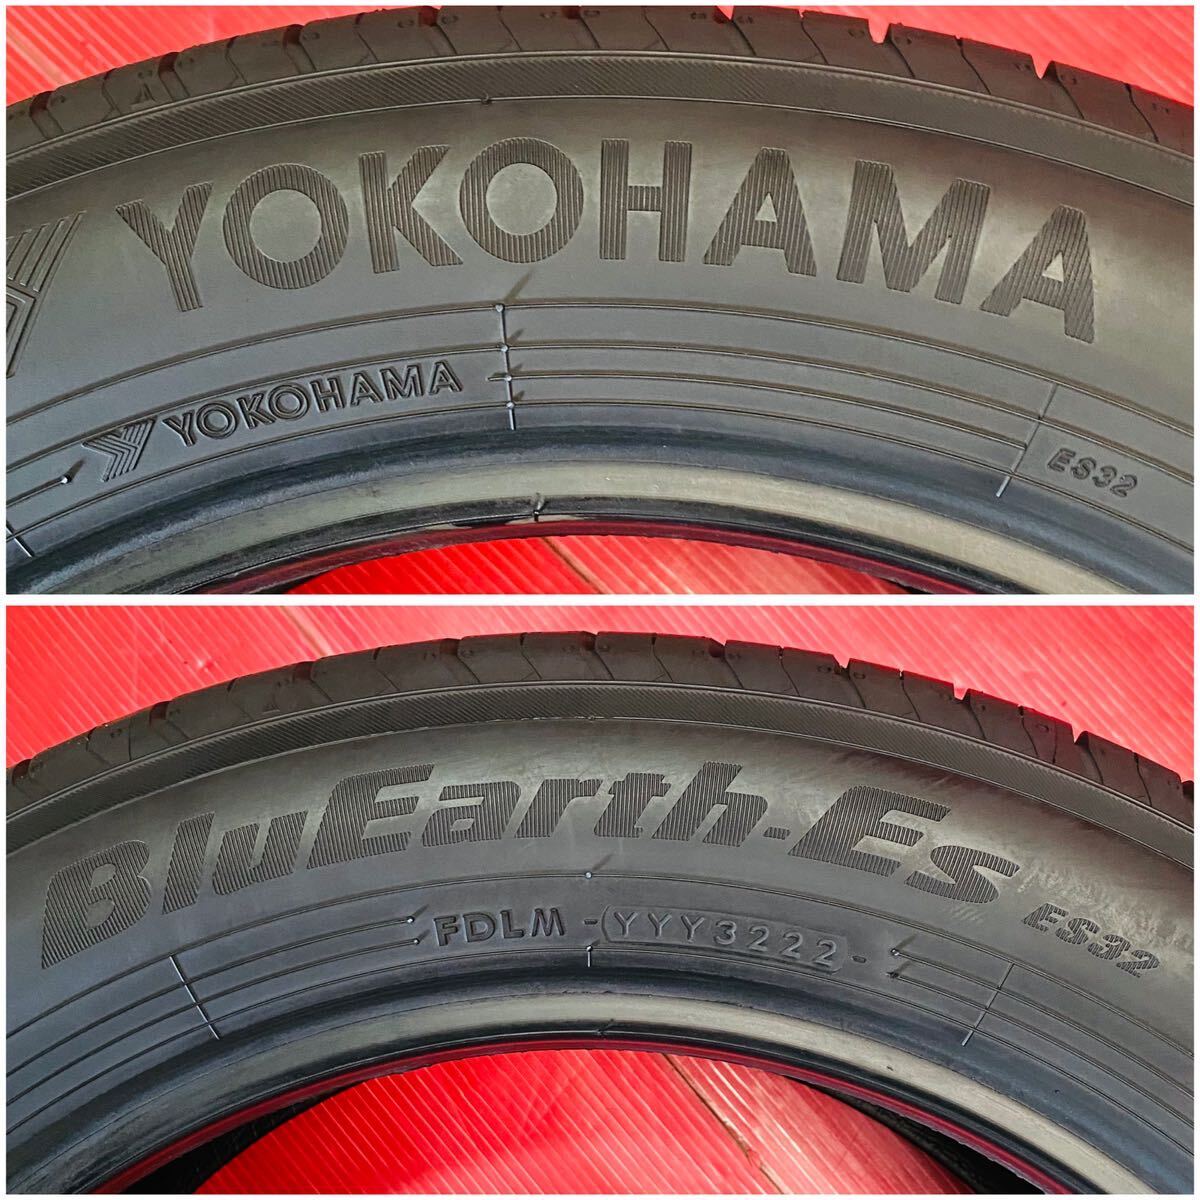 YOKOHAMA
YOKOHAMA
ES32
BluEarth-Es ES32
FDLM -YYY3222-